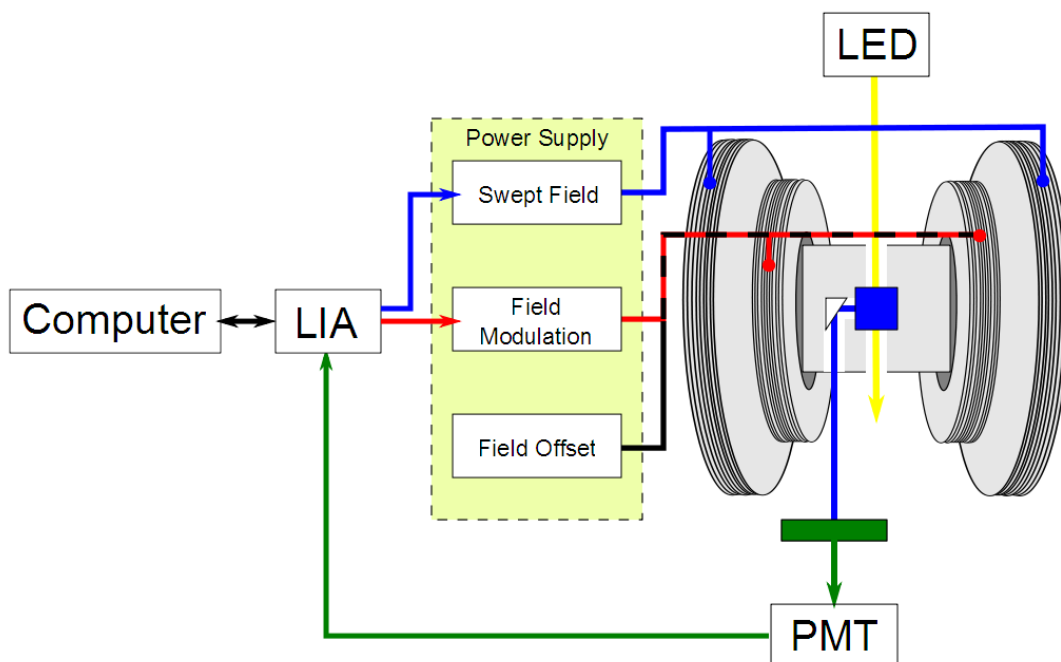 LED
Power Supply
Swept Field
Computer
LIA
Field
Modulation
Field Offset
PMT